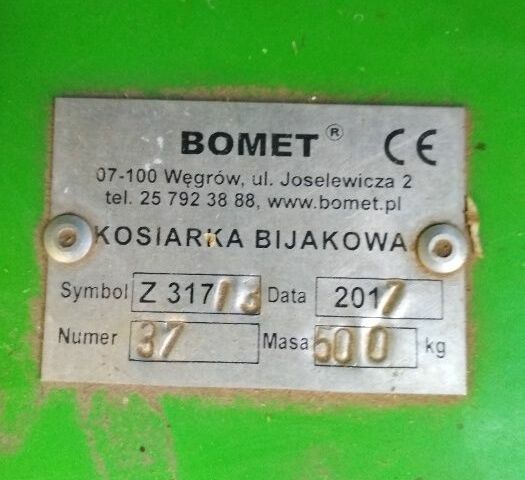 BOMET ® CE
07-100 Węgrów, ul. Joselewicza 2
tel. 25 792 38 88, www.bomet.pl
KOSIARKA BIJAKOWA
Symbol Z 317/3 Data 2017
Numer 37 Masa 500 kg